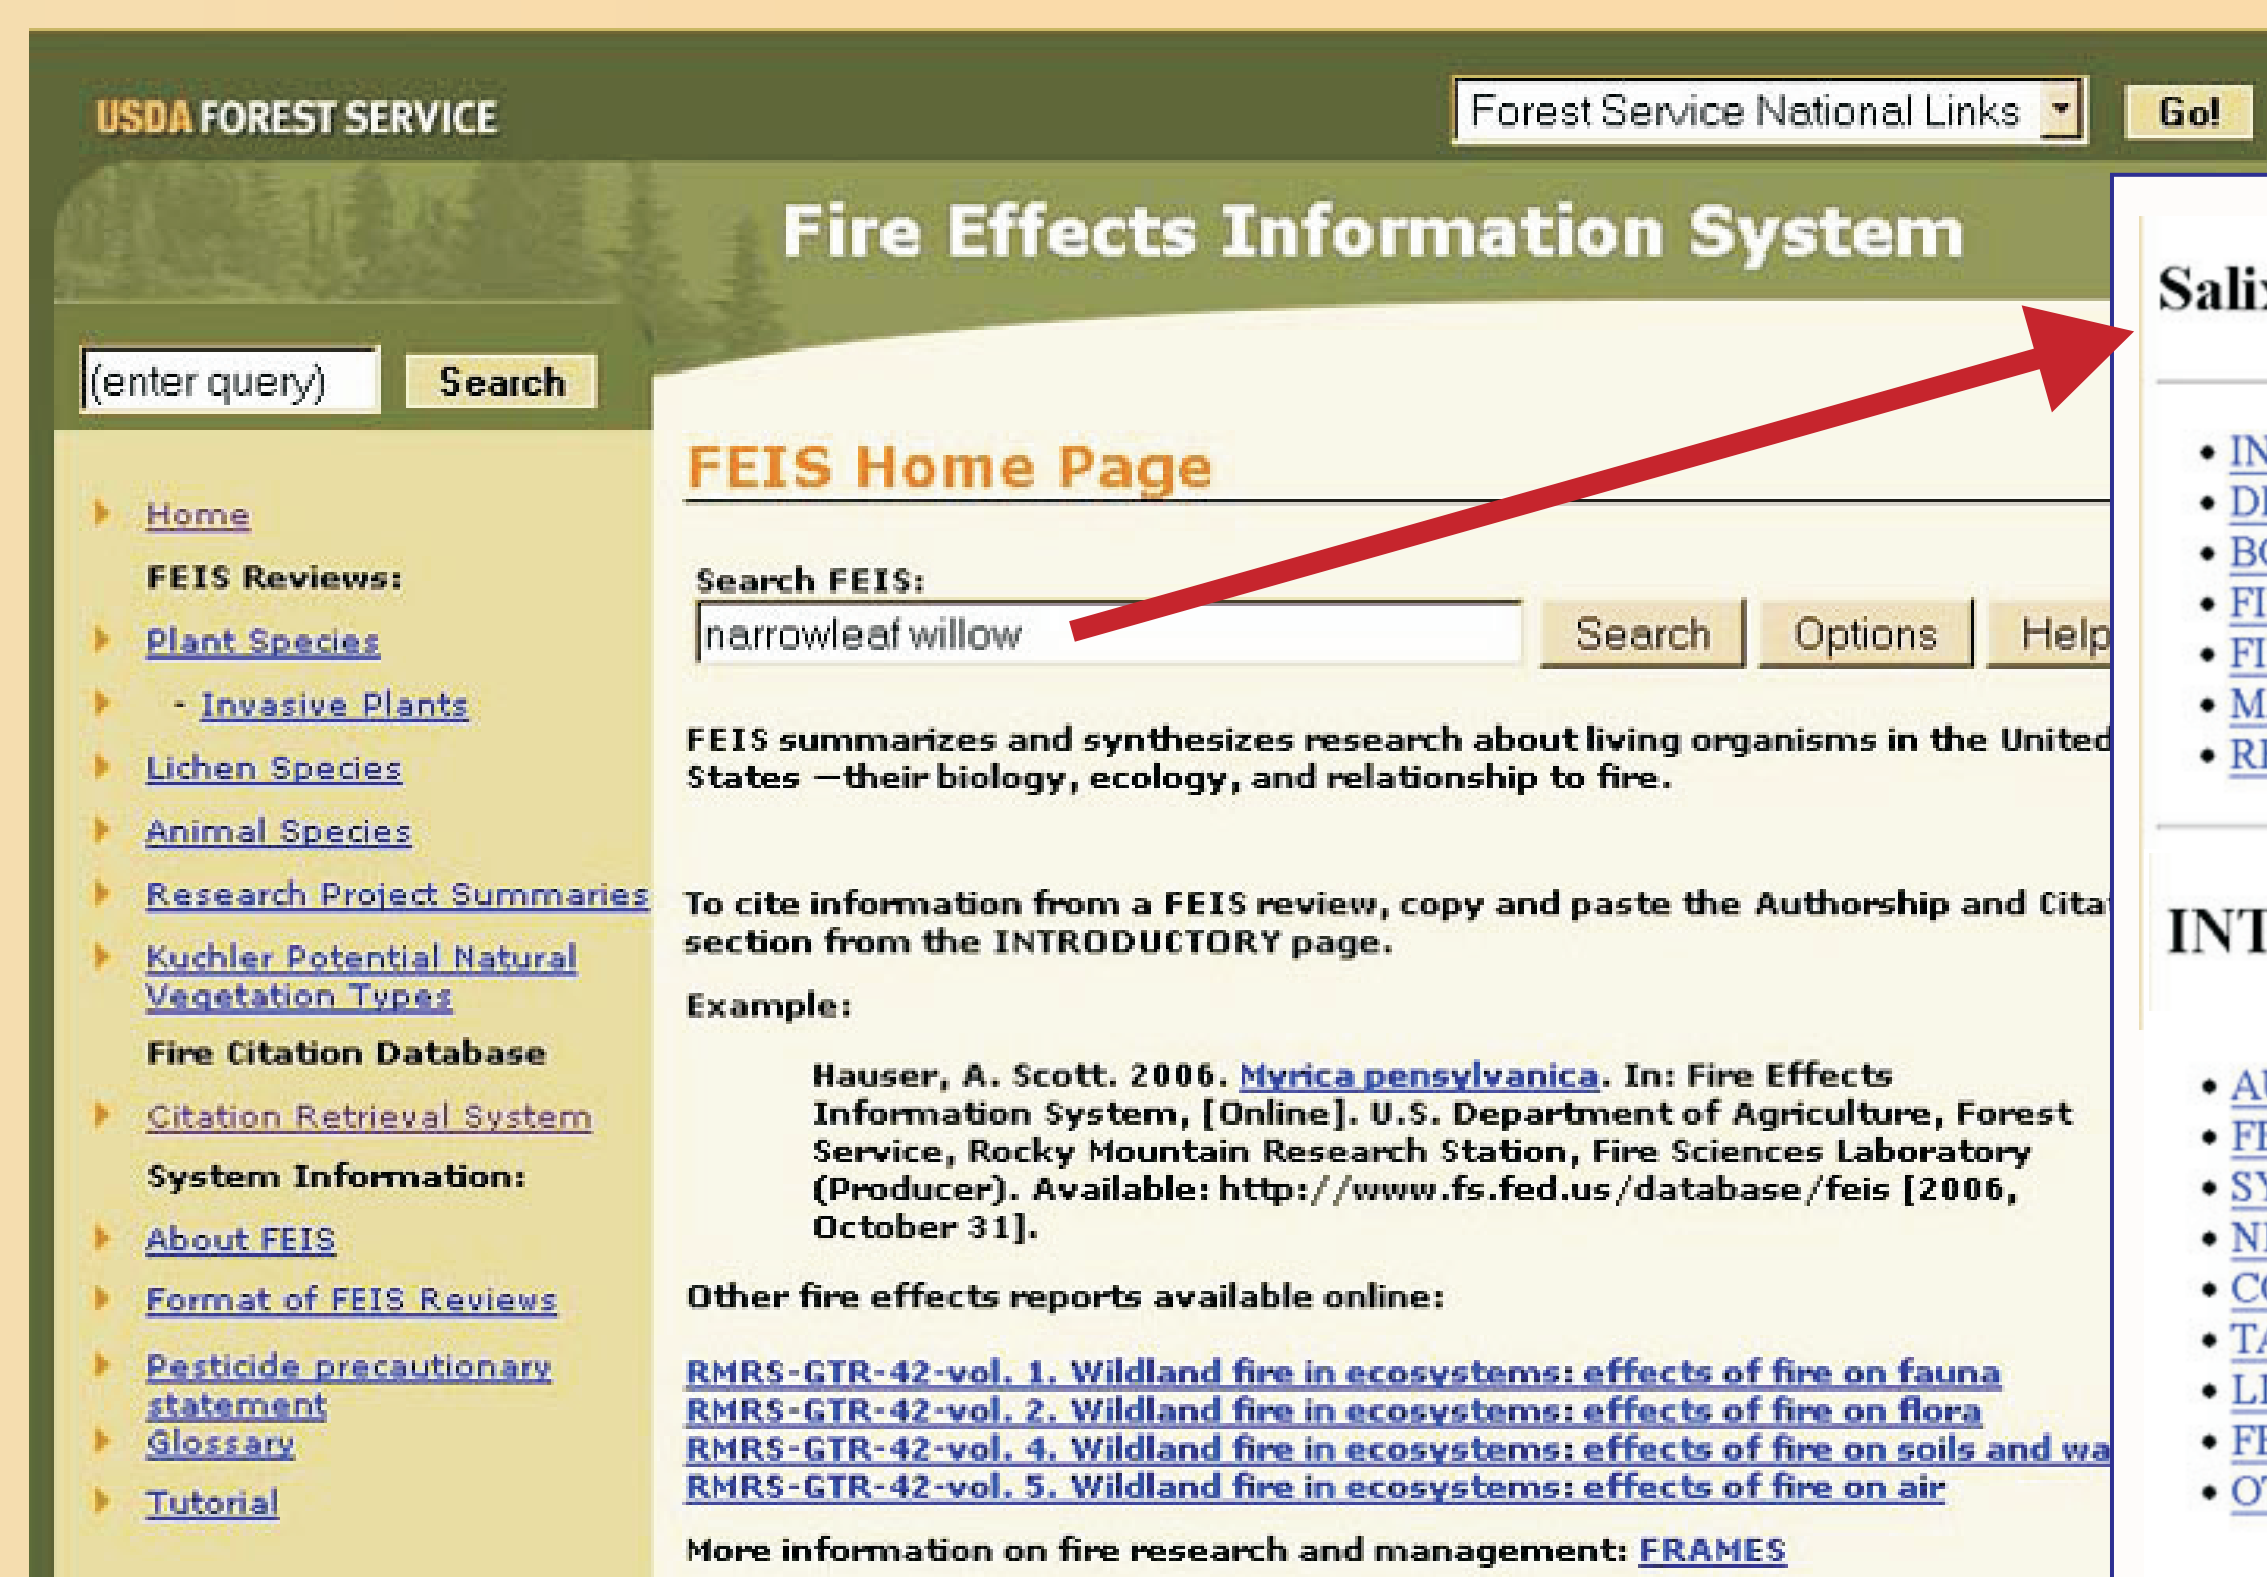 USDA FOREST SERVICE
Forest Service National Links
Go!
Fire Effects Information System
(enter query)
Search
Home
FEIS Reviews:
Plant Species
- Invasive Plants
Lichen Species
Animal Species
Research Project Summaries
Kuchler Potential Natural
Vegetation Types
Fire Citation Database
Citation Retrieval System
System Information:
About FEIS
Format of FEIS Reviews
Pesticide precautionary
statement
Glossary
Tutorial
FEIS Home Page
Search FEIS:
narrowleaf willow
Search
Options
Help
FEIS summarizes and synthesizes research about living organisms in the United
States —their biology, ecology, and relationship to fire.
To cite information from a FEIS review, copy and paste the Authorship and
section from the INTRODUCTORY page.
Example:
Hauser, A. Scott. 2006. Myrica pensylvanica. In: Fire Effects
Information System, [Online]. U.S. Department of Agriculture, Forest
Service, Rocky Mountain Research Station, Fire Sciences Laboratory
(Producer). Available: http://www.fs.fed.us/database/feis [2006,
October 31].
Other fire effects reports available online:
RMRS-GTR-42-vol. 1. Wildland fire in ecosystems: effects of fire on fauna
RMRS-GTR-42-vol. 2. Wildland fire in ecosystems: effects of fire on flora
RMRS-GTR-42-vol. 4. Wildland fire in ecosystems: effects of fire on soils and
RMRS-GTR-42-vol. 5. Wildland fire in ecosystems: effects of fire on air
More information on fire research and management: FRAMES